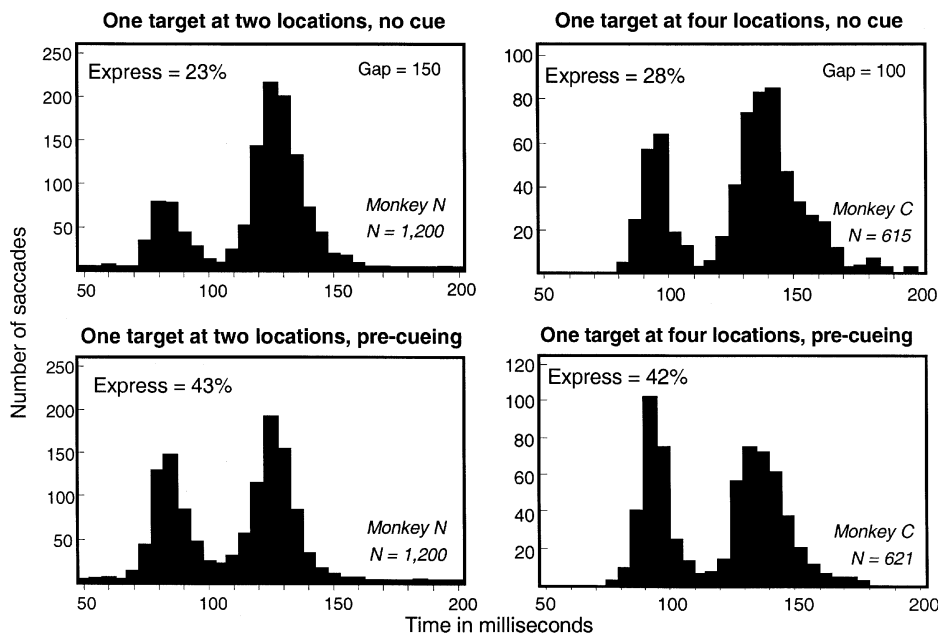 One target at two locations, no cue
One target at four locations, no cue
250
200
150
100
50
Express = 23%
Gap = 150
Monkey N
N = 1,200
50
100
150
200
100
80
60
40
20
Express = 28%
Gap = 100
Monkey C
N = 615
50
100
150
200
Number of saccades
One target at two locations, pre-cueing
One target at four locations, pre-cueing
250
200
150
100
50
Express = 43%
Monkey N
N = 1,200
50
100
150
200
120
100
80
60
40
20
Express = 42%
Monkey C
N = 621
50
100
150
200
Time in milliseconds